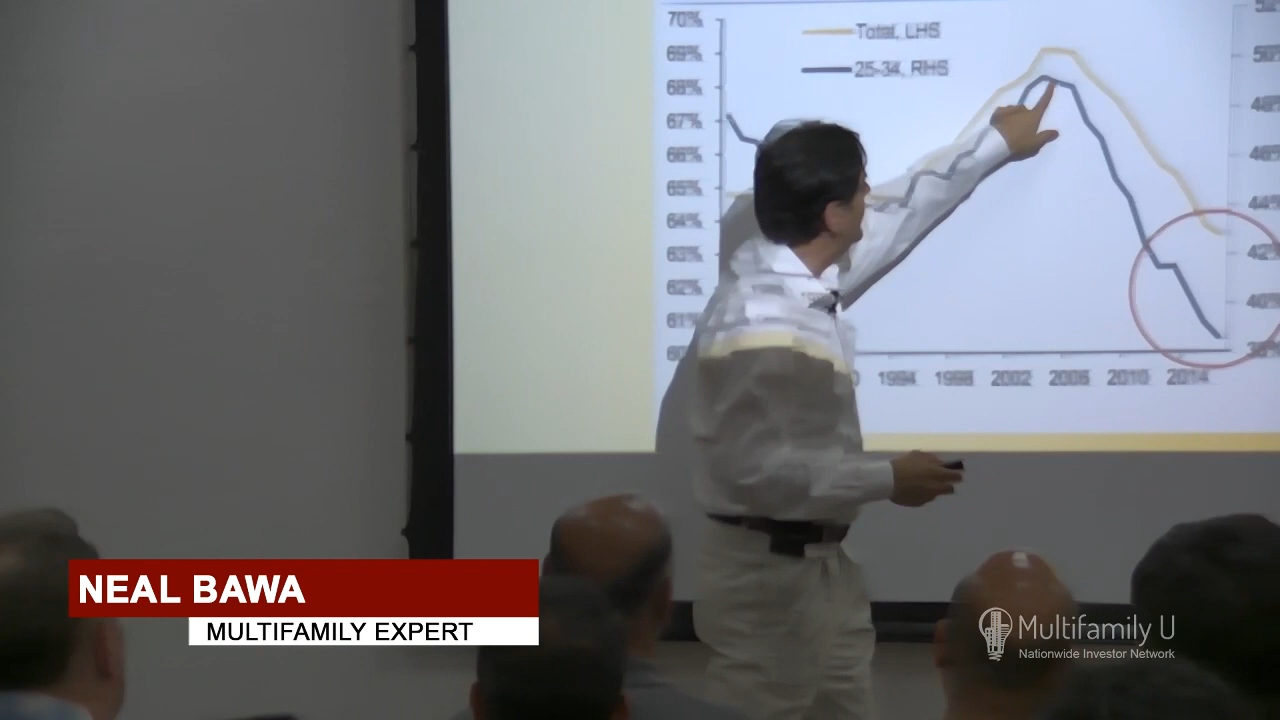 70%
69%
68%
67%
66%
65%
64%
63%
62%
Total, LHS
25-34, RHS
1994
1998
2002
2006
2010
2014
NEAL BAWA
MULTIFAMILY EXPERT
Multifamily U
Nationwide Investor Network